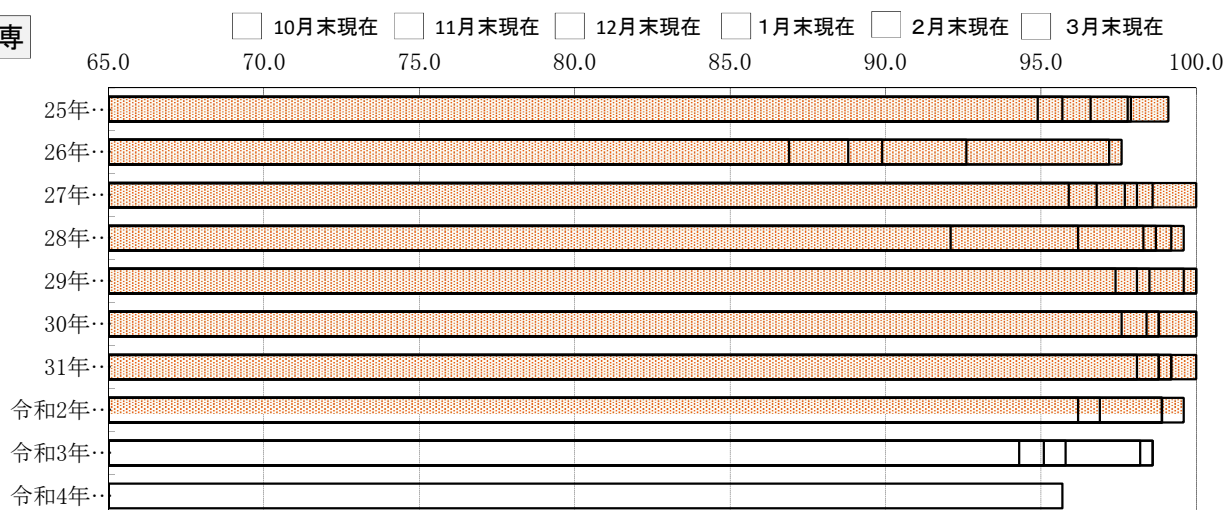 専
10月末現在 11月末現在 12月末現在 1月末現在 2月末現在 3月末現在
65.0 70.0 75.0 80.0 85.0 90.0 95.0 100.0
25年…
26年…
27年…
28年…
29年…
30年…
31年…
令和2年…
令和3年…
令和4年…